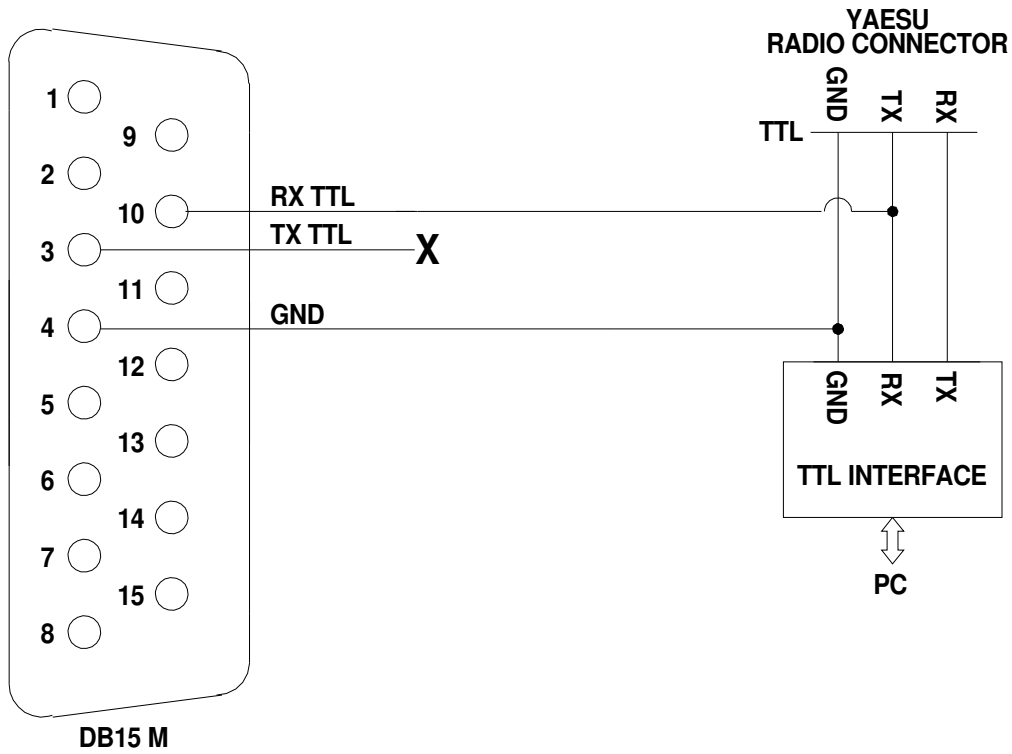 YAESU
RADIO CONNECTOR
GND TX RX
TTL
1
9
2
10
RX TTL
3
TX TTL
X
11
4
GND
12
5
13
6
14
7
15
8
GND RX TX
TTL INTERFACE
PC
DB15 M